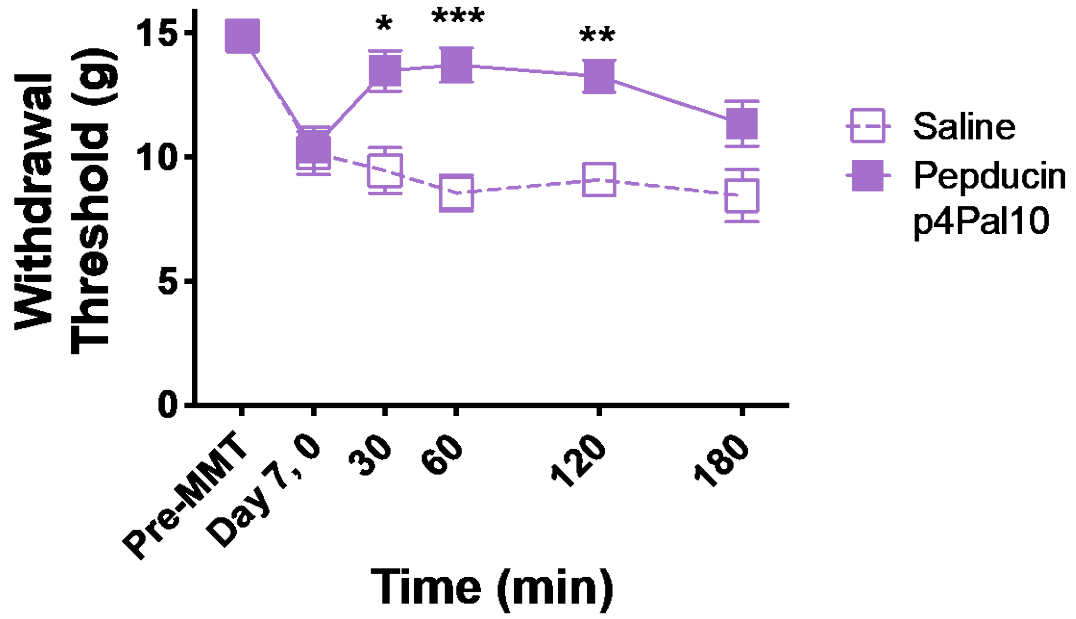 Withdrawal
Threshold (g)
15
10
5
0
*
***
**
Pre-MMT
Day 7, 0
30
60
120
180
Time (min)
Saline
Pepducin
p4Pal10